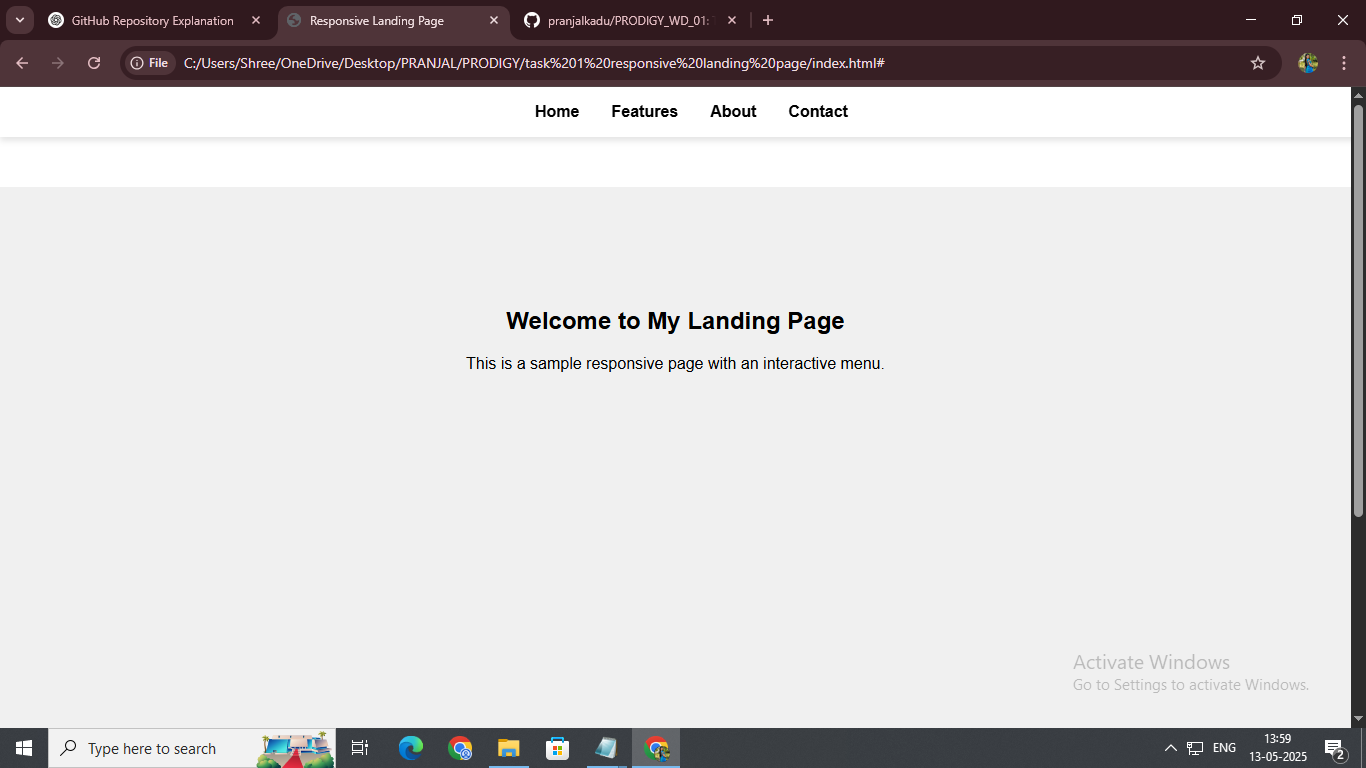 GitHub Repository Explanation
Responsive Landing Page
pranjalkadu/PRODIGY_WD_01:
File
C:/Users/Shree/OneDrive/Desktop/PRANJAL/PRODIGY/task%201%20responsive%20landing%20page/index.html#
Home Features About Contact
Welcome to My Landing Page
This is a sample responsive page with an interactive menu.
Activate Windows
Go to Settings to activate Windows.
Type here to search
ENG
13:59
13-05-2025
2